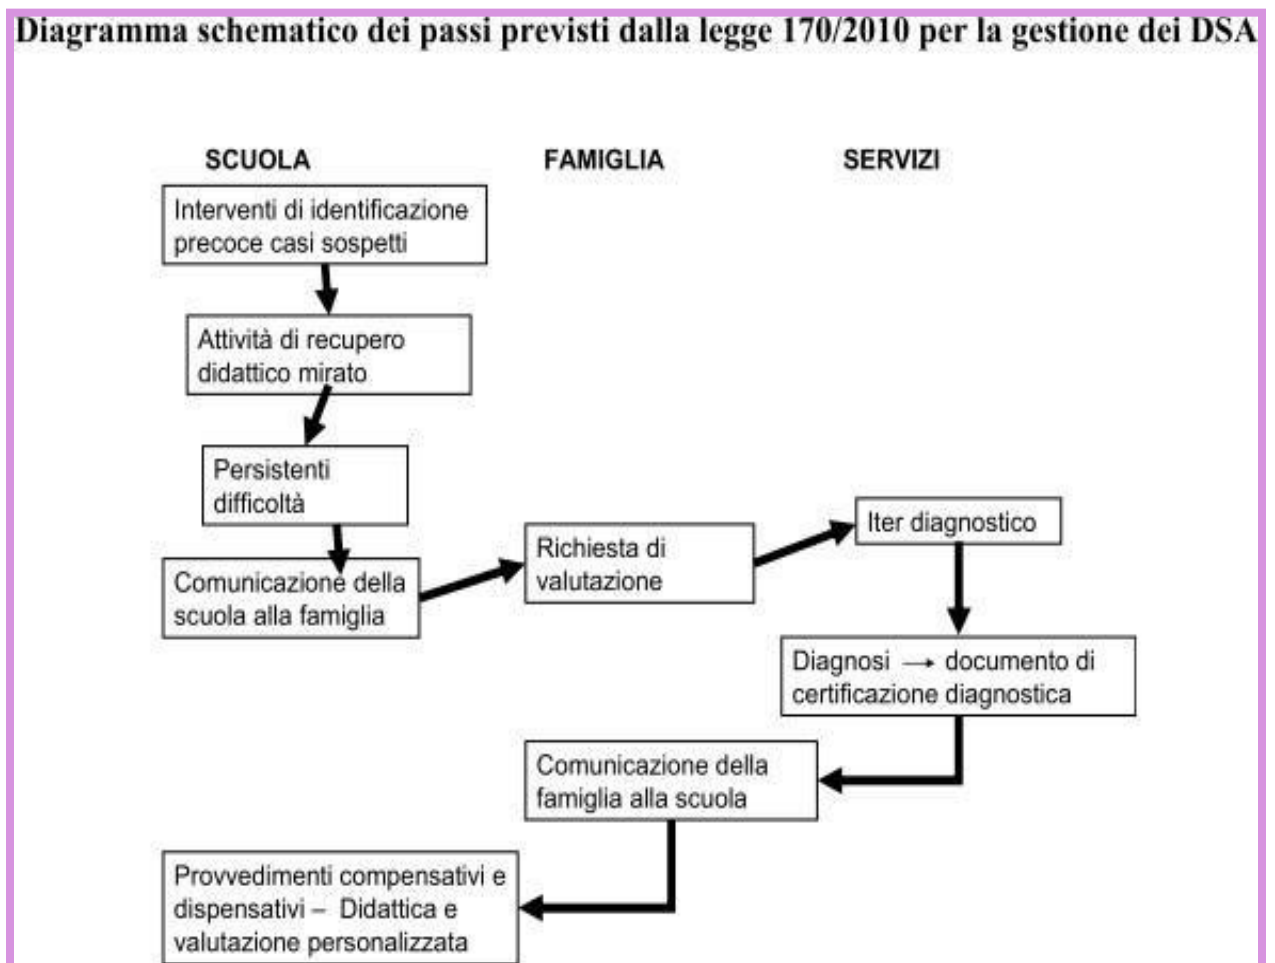 Diagramma schematico dei passi previsti dalla legge 170/2010 per la gestione dei DSA
SCUOLA FAMIGLIA SERVIZI
Interventi di identificazione
precoce casi sospetti
Attività di recupero
didattico mirato
Persistenti
difficoltà
Comunicazione della
scuola alla famiglia
Richiesta di
valutazione
Iter diagnostico
Diagnosi → documento di
certificazione diagnostica
Comunicazione della
famiglia alla scuola
Provvedimenti compensativi e
dispensativi – Didattica e
valutazione personalizzata